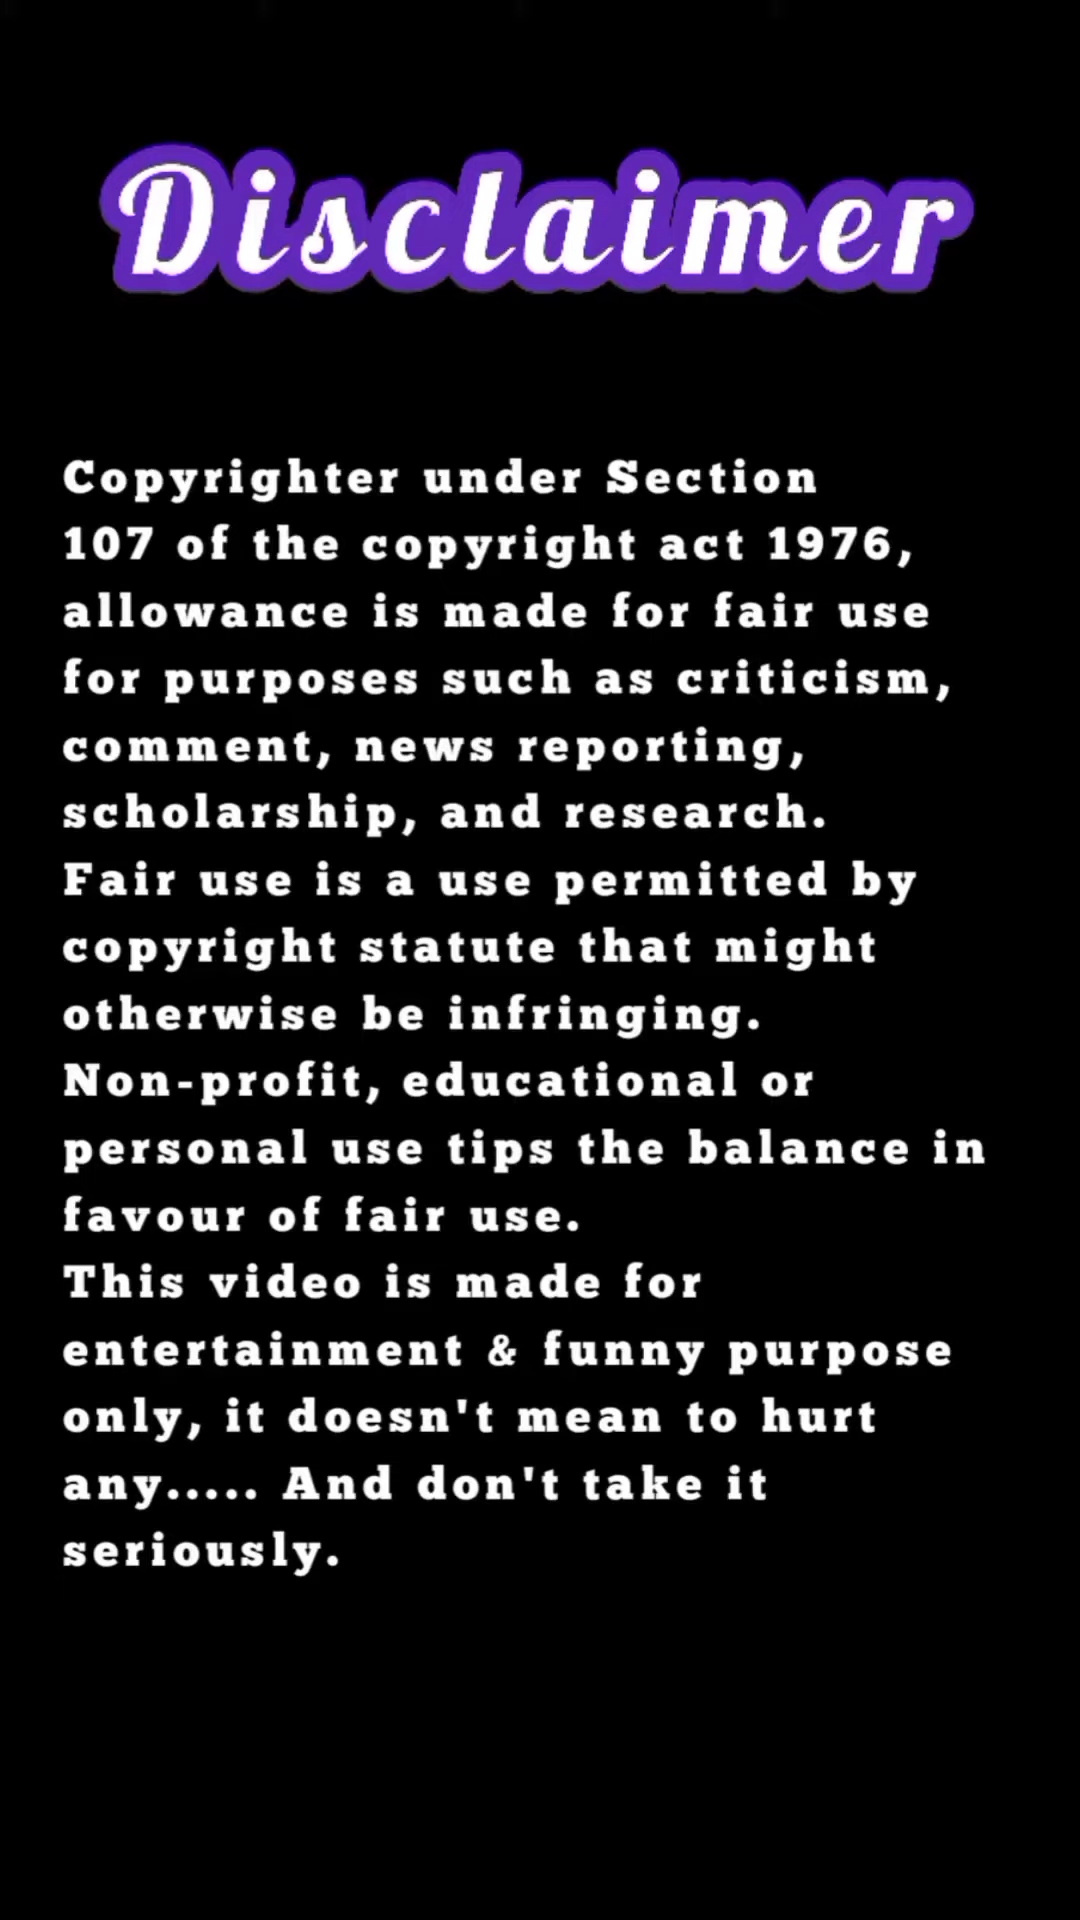 Disclaimer
Copyrighter under Section
107 of the copyright act 1976,
allowance is made for fair use
for purposes such as criticism,
comment, news reporting,
scholarship, and research.
Fair use is a use permitted by
copyright statute that might
otherwise be infringing.
Non-profit, educational or
personal use tips the balance in
favour of fair use.
This video is made for
entertainment & funny purpose
only, it doesn't mean to hurt
any..... And don't take it
seriously.